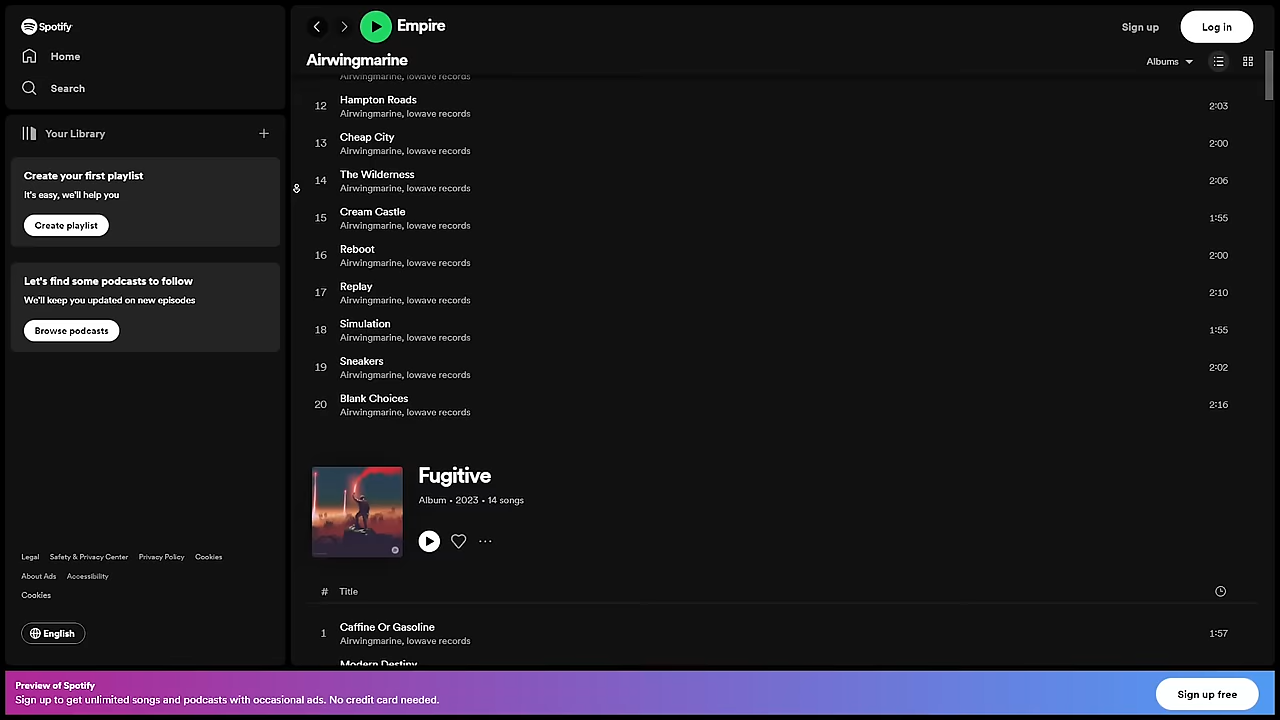 Spotify
Home
Search
Your Library
Create your first playlist
It's easy, we'll help you
Create playlist
Let's find some podcasts to follow
We'll keep you updated on new episodes
Browse podcasts
Legal Safety & Privacy Center Privacy Policy Cookies
About Ads Accessibility
Cookies
English
Empire
Sign up
Log in
Airwingmarine
Albums
Airwingmarine, lowave records
12 Hampton Roads 2:03
Airwingmarine, lowave records
13 Cheap City 2:00
Airwingmarine, lowave records
14 The Wilderness 2:06
Airwingmarine, lowave records
15 Cream Castle 1:55
Airwingmarine, lowave records
16 Reboot 2:00
Airwingmarine, lowave records
17 Replay 2:10
Airwingmarine, lowave records
18 Simulation 1:55
Airwingmarine, lowave records
19 Sneakers 2:02
Airwingmarine, lowave records
20 Blank Choices 2:16
Airwingmarine, lowave records
Fugitive
Album • 2023 • 14 songs
# Title
1 Caffine Or Gasoline 1:57
Airwingmarine, lowave records
Modern Destiny
Preview of Spotify
Sign up to get unlimited songs and podcasts with occasional ads. No credit card needed.
Sign up free